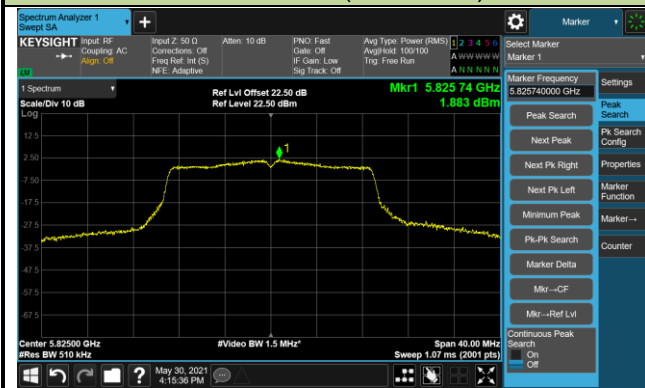 Spectrum Analyzer 1
Swept SA
+
Marker
KEYSIGHT
Input: RF
Coupling: AC
Align: Off
Input Z: 50 Ω
Corrections: Off
Freq Ref: Int (S)
NFE: Adaptive
Atten: 10 dB
PNO: Fast
Gate: Off
IF Gain: Low
Sig Track: Off
Avg Type: Power (RMS)
Avg|Hold: 100/100
Trig: Free Run
1 2 3 4 5 6
A W W W W W
A N N N N N
Select Marker
Marker 1
LXI
1 Spectrum
Scale/Div 10 dB
Log
Ref Lvl Offset 22.50 dB
Ref Level 22.50 dBm
Mkr1 5.825 74 GHz
1.883 dBm
12.5
2.50
-7.50
-17.5
-27.5
-37.5
-47.5
-57.5
-67.5
1
Center 5.82500 GHz
#Res BW 510 kHz
#Video BW 1.5 MHz*
Span 40.00 MHz
Sweep 1.07 ms (2001 pts)
Marker Frequency
5.825740000 GHz
Peak Search
Next Peak
Next Pk Right
Next Pk Left
Minimum Peak
Pk-Pk Search
Marker Delta
Mkr→CF
Mkr→Ref Lvl
Continuous Peak
Search
On
Off
Settings
Peak
Search
Pk Search
Config
Properties
Marker
Function
Marker→
Counter
?
May 30, 2021
4:15:36 PM